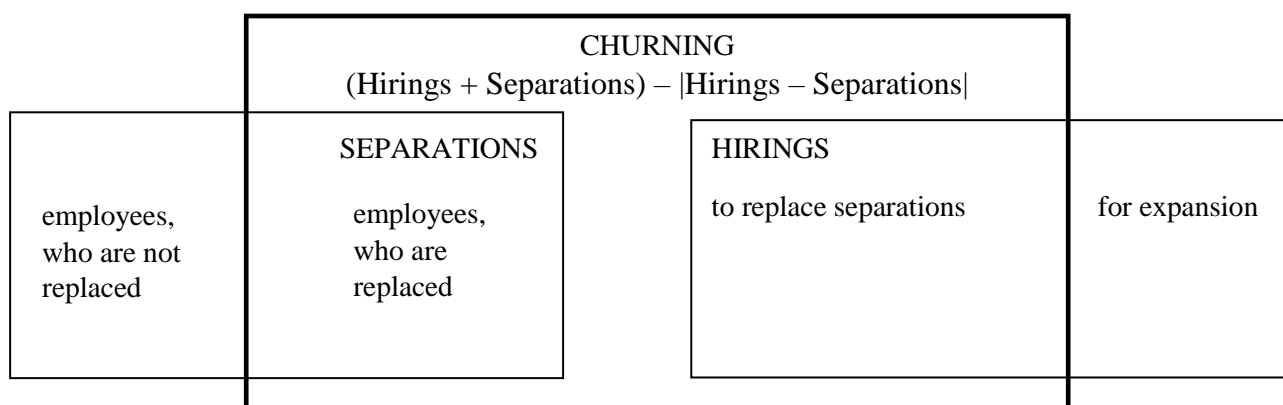 CHURNING
(Hirings + Separations) – |Hirings – Separations|
SEPARATIONS
employees,
who are not
replaced
employees,
who are
replaced
HIRINGS
to replace separations
for expansion